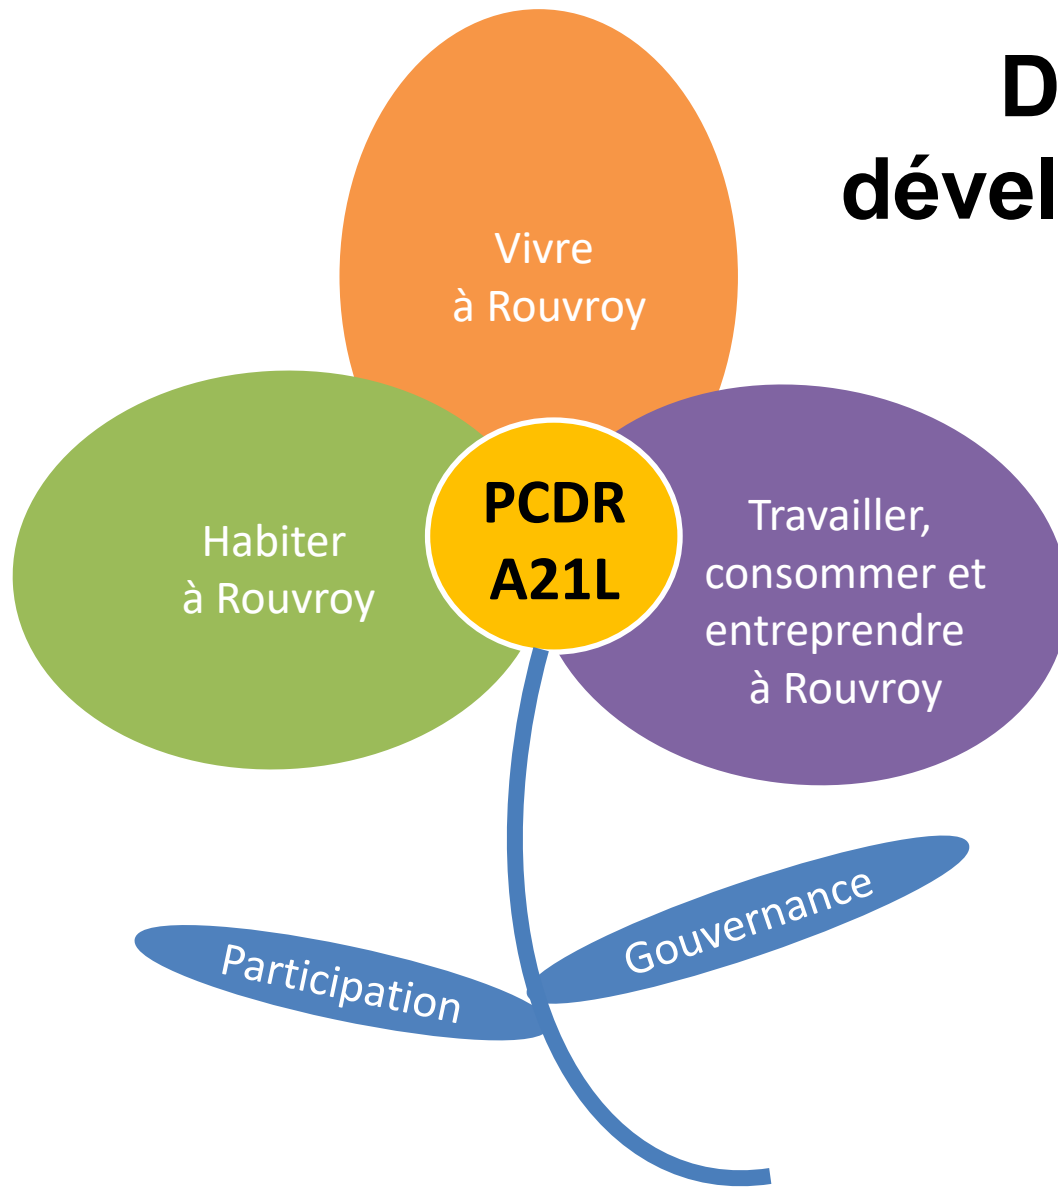 D
dével
Vivre
à Rouvroy
PCDR
A21L
Habiter
à Rouvroy
Travailler,
consommer et
entreprendre
à Rouvroy
Gouvernance
Participation